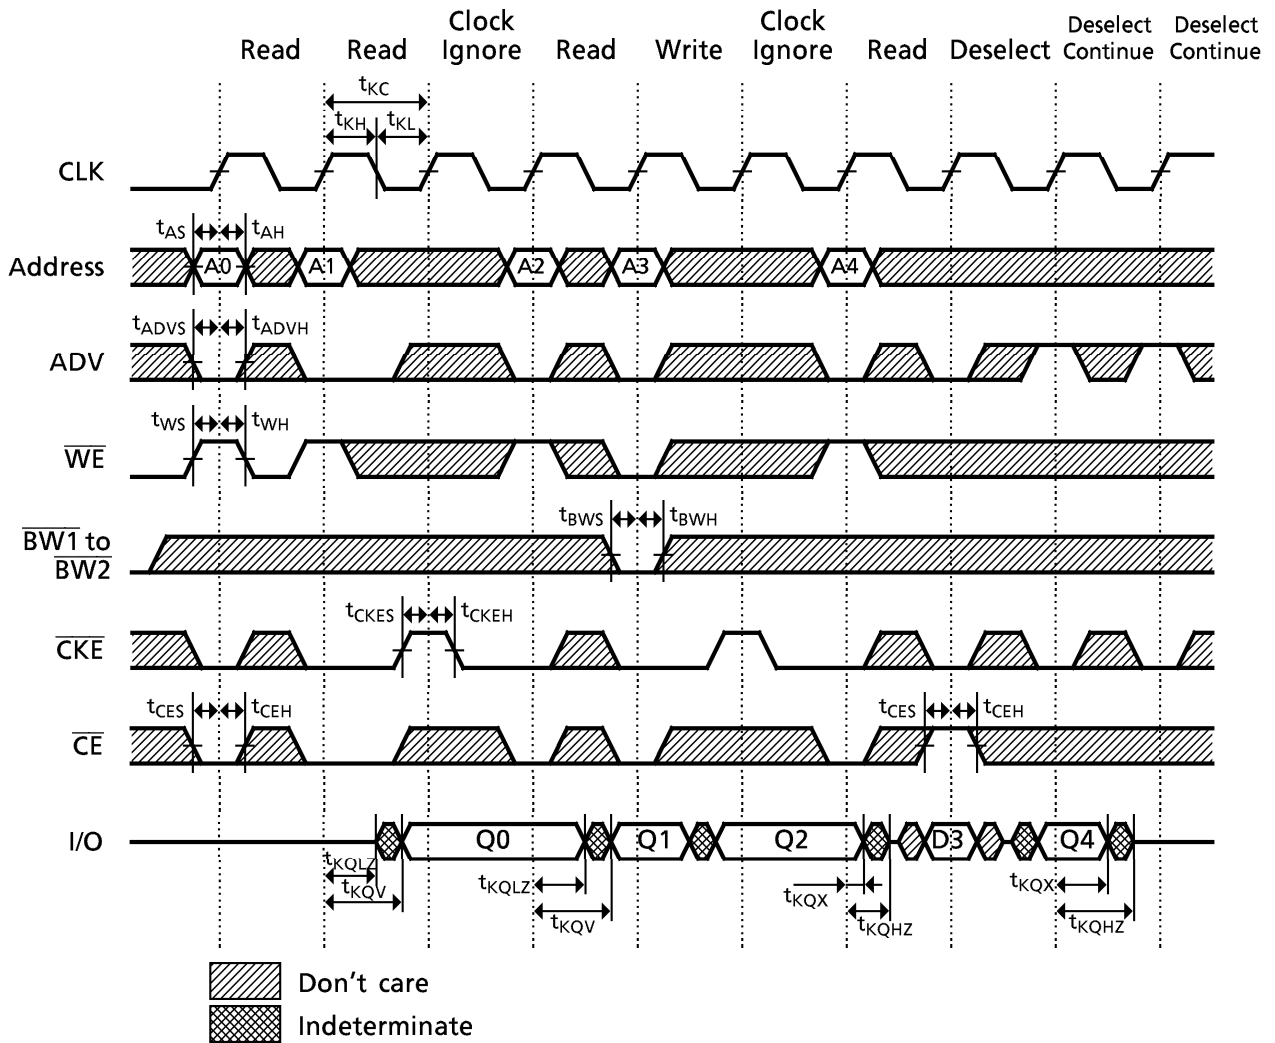 Read Read Clock Ignore Read Write Clock Ignore Read Deselect Deselect Continue Deselect Continue
tKC
tKH tKL
CLK
tAS tAH
Address A0 A1 A2 A3 A4
tADVS tADVH
ADV
tWS tWH
WE
tBWS tBWH
BW1 to
BW2
tCKES tCKEH
CKE
tCES tCEH tCES tCEH
CE
I/O Q0 Q1 Q2 D3 Q4
tKQLZ tKQLZ tKQX tKQX
tKQV tKQV tKQHZ tKQHZ
Don't care
Indeterminate